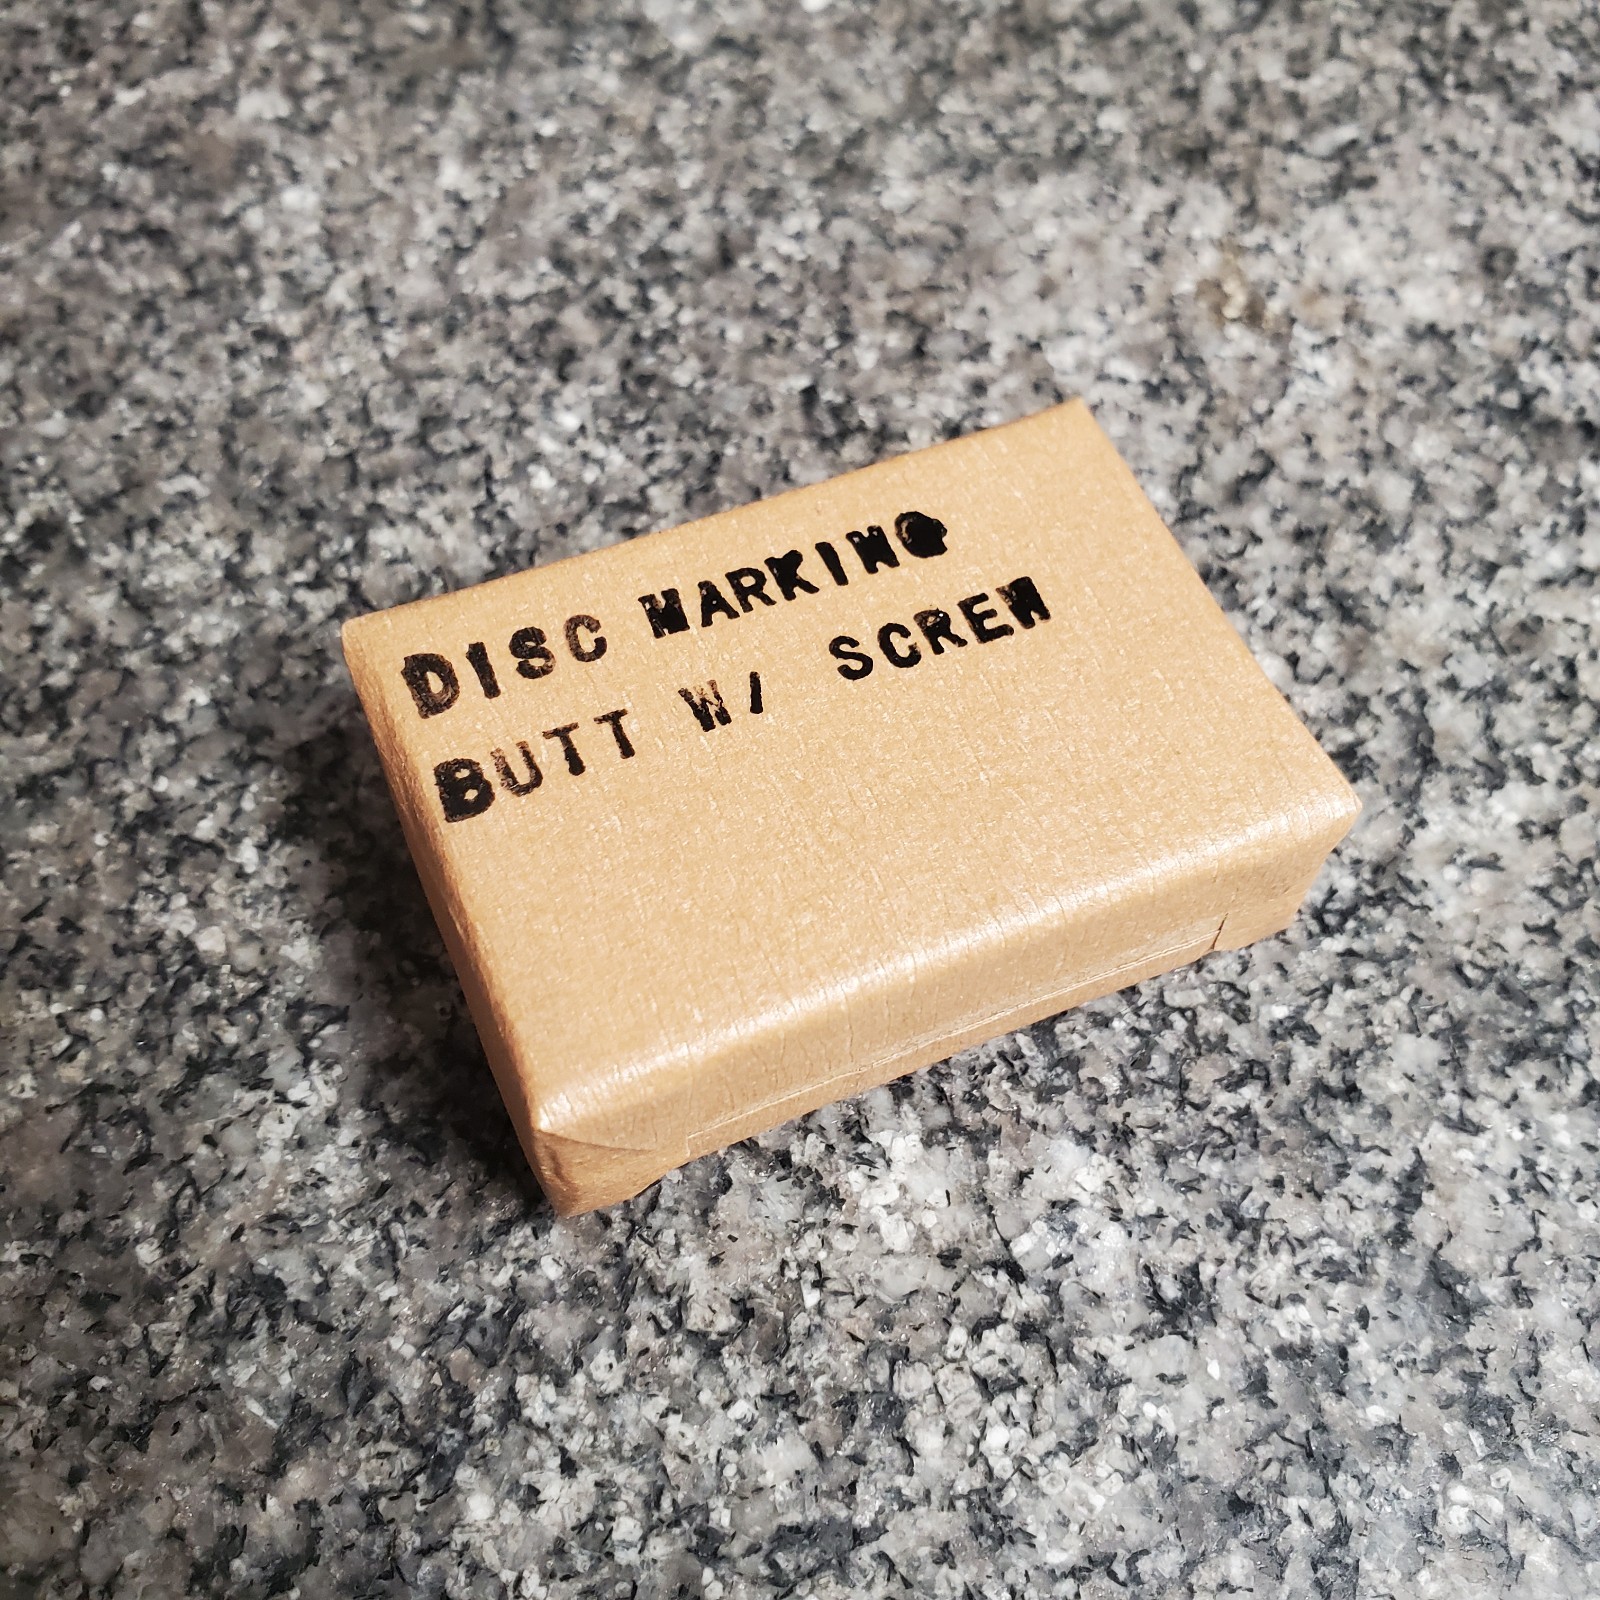 DISC MARKING
BUTT W/ SCREW